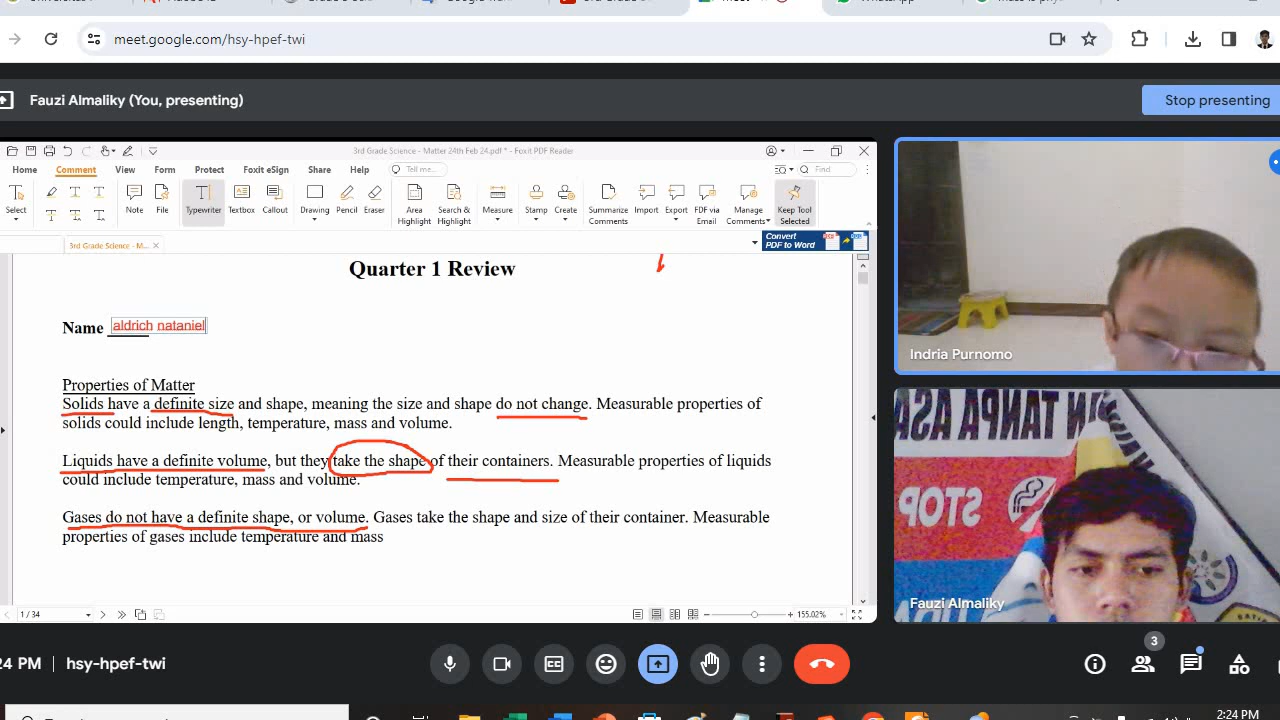 meet.google.com/hsy-hpef-twi
Fauzi Almaliky (You, presenting)
Stop presenting
3rd Grade Science - Matter 24th Feb 24.pdf * - Foxit PDF Reader
Home Comment View Form Protect Foxit eSign Share Help Tell me... Find
Select Note File Typewriter Textbox Callout Drawing Pencil Eraser Area Highlight Search & Highlight Measure Stamp Create Summarize Comments Import Export FDF via Email Manage Comments Keep Tool Selected
3rd Grade Science - M...
Convert PDF to Word
Quarter 1 Review
Name aldrich nataniel
Properties of Matter
Solids have a definite size and shape, meaning the size and shape do not change. Measurable properties of
solids could include length, temperature, mass and volume.
Liquids have a definite volume, but they take the shape of their containers. Measurable properties of liquids
could include temperature, mass and volume.
Gases do not have a definite shape, or volume. Gases take the shape and size of their container. Measurable
properties of gases include temperature and mass
1 / 34
155.02%
Indria Purnomo
TANPA ASA
STOP
Fauzi Almaliky
:24 PM hsy-hpef-twi
3
2:24 PM